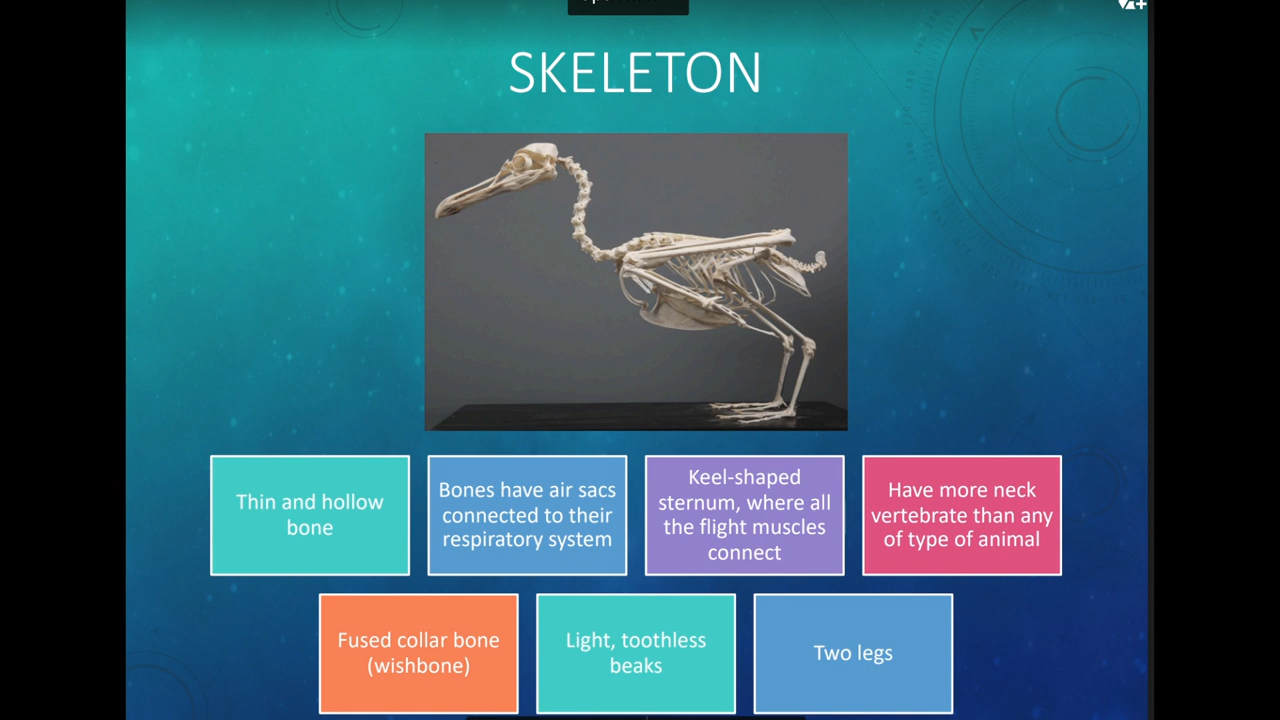 SKELETON
Thin and hollow
bone
Bones have air sacs
connected to their
respiratory system
Keel-shaped
sternum, where all
the flight muscles
connect
Have more neck
vertebrate than any
of type of animal
Fused collar bone
(wishbone)
Light, toothless
beaks
Two legs